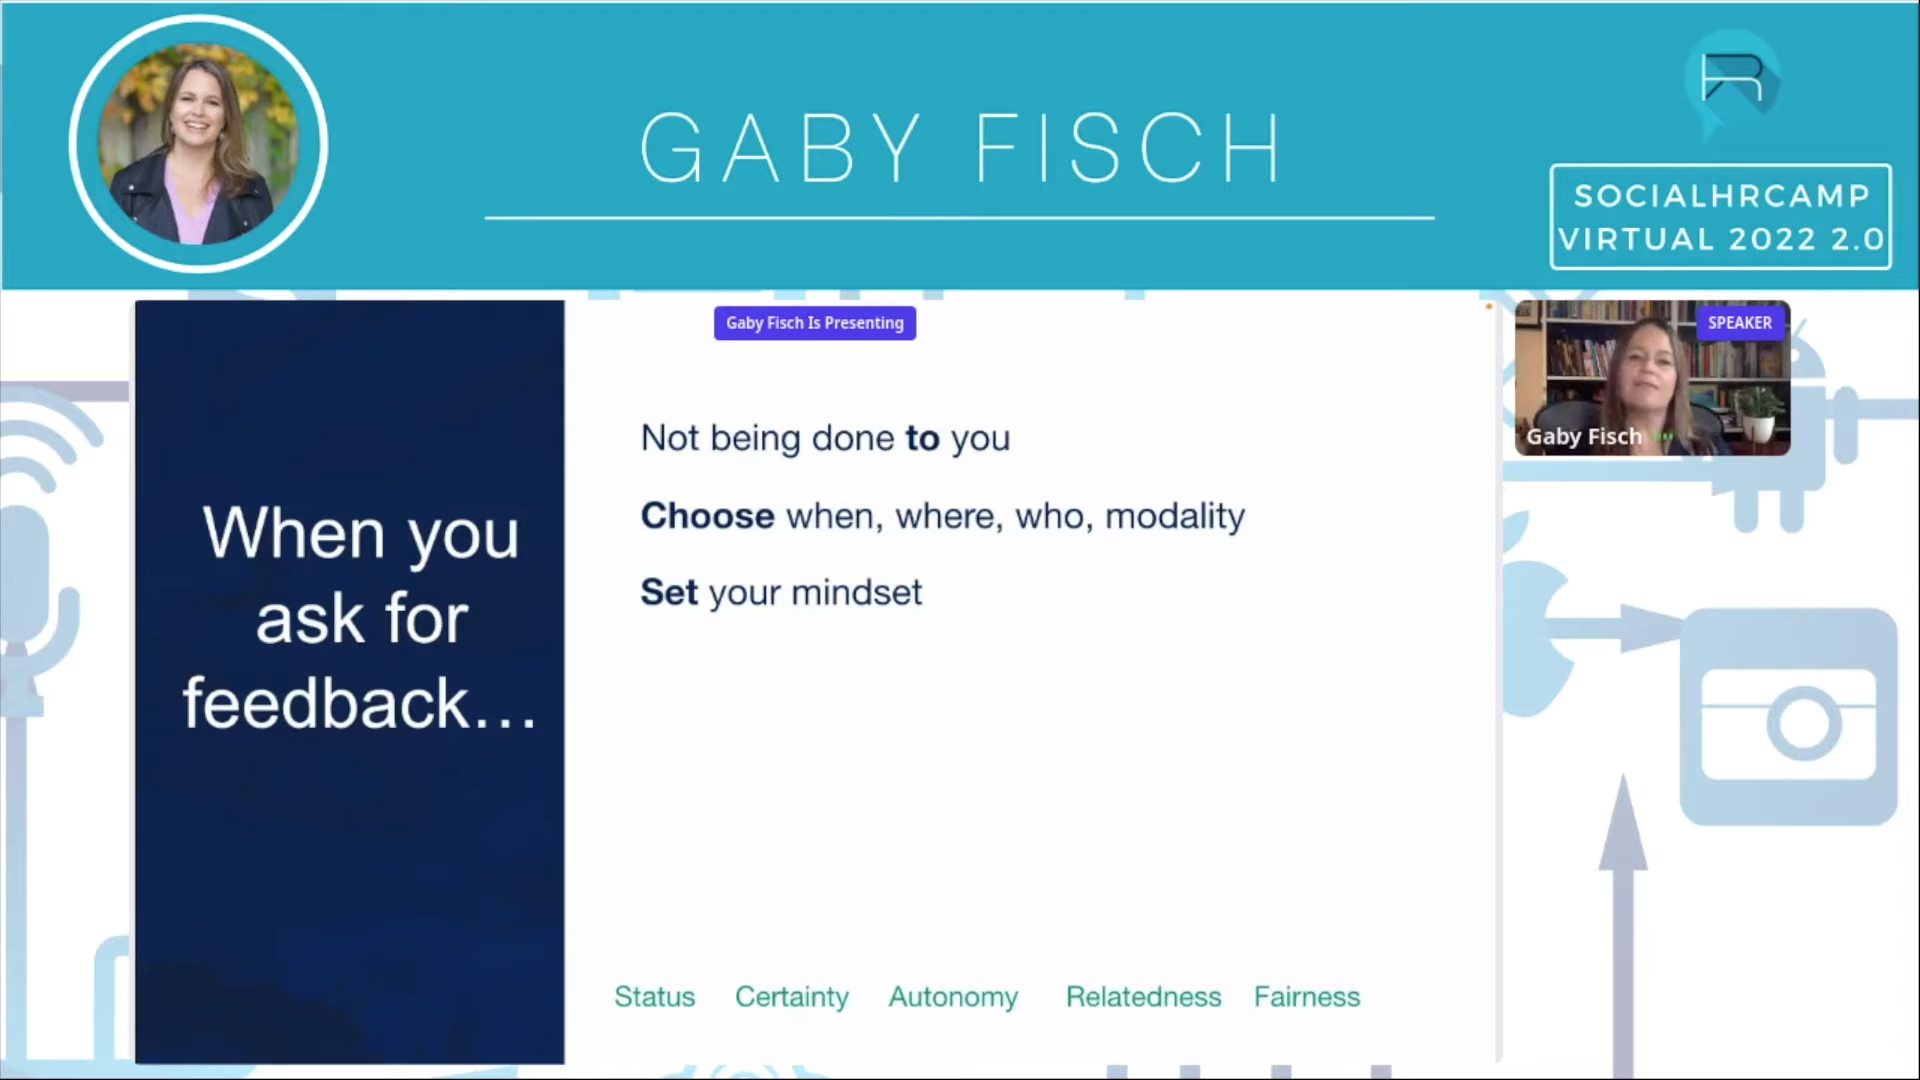 GABY FISCH
SOCIALHRCAMP
VIRTUAL 2022 2.0
Gaby Fisch Is Presenting
SPEAKER
Gaby Fisch
When you
ask for
feedback…
Not being done to you
Choose when, where, who, modality
Set your mindset
Status Certainty Autonomy Relatedness Fairness